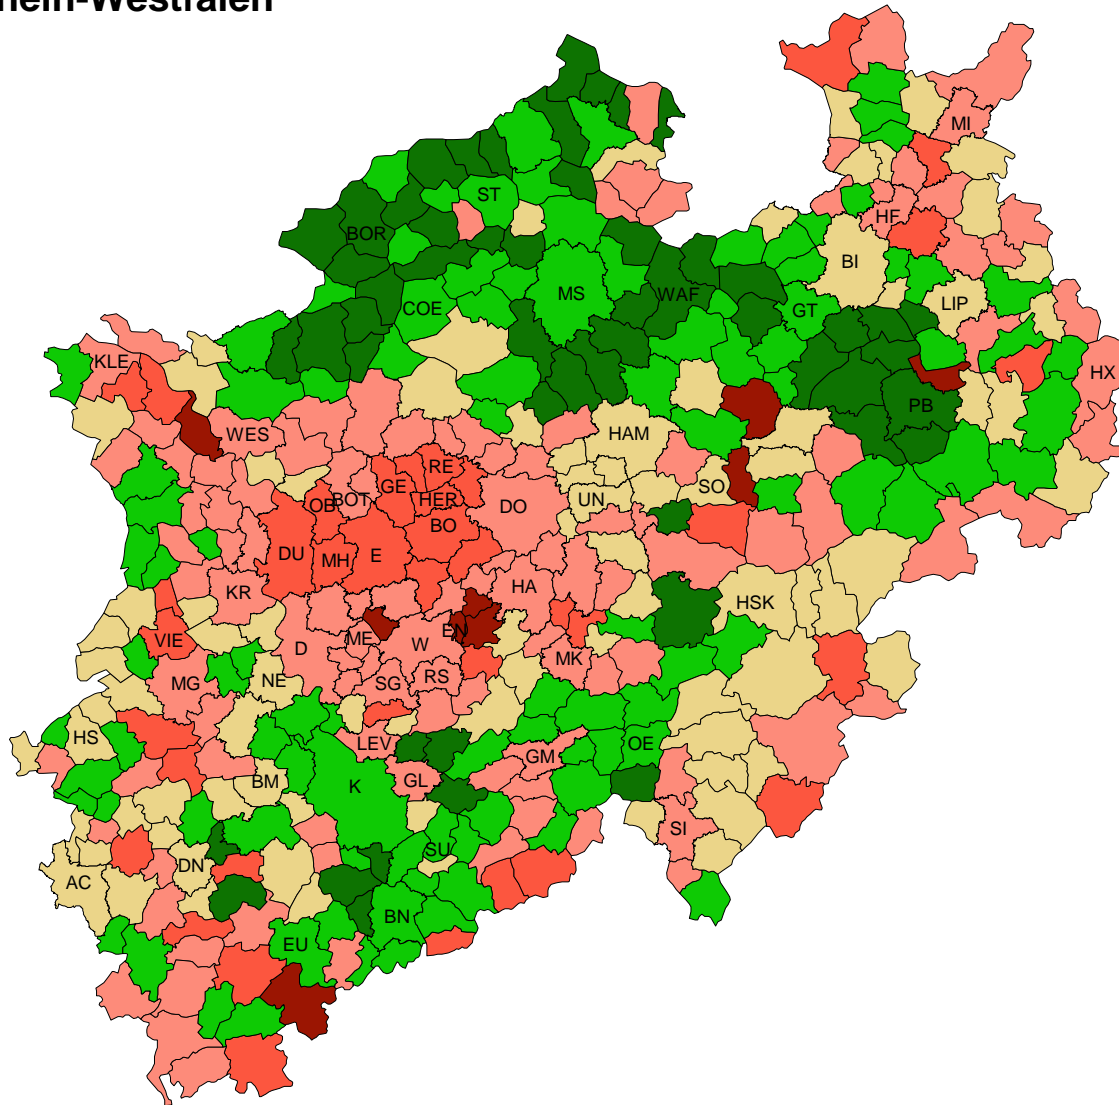 hein-Westfalen
MI
ST
HF
BOR
BI
MS
WAF
LIP
COE
GT
KLE
HX
PB
WES
HAM
RE
GE
SO
OB
BOT
HER
UN
DO
BO
DU
MH
E
HA
KR
HSK
EN
VIE
ME
W
D
MK
RS
NE
MG
SG
HS
LEV
OE
GM
BM
GL
K
SI
SU
DN
AC
BN
EU